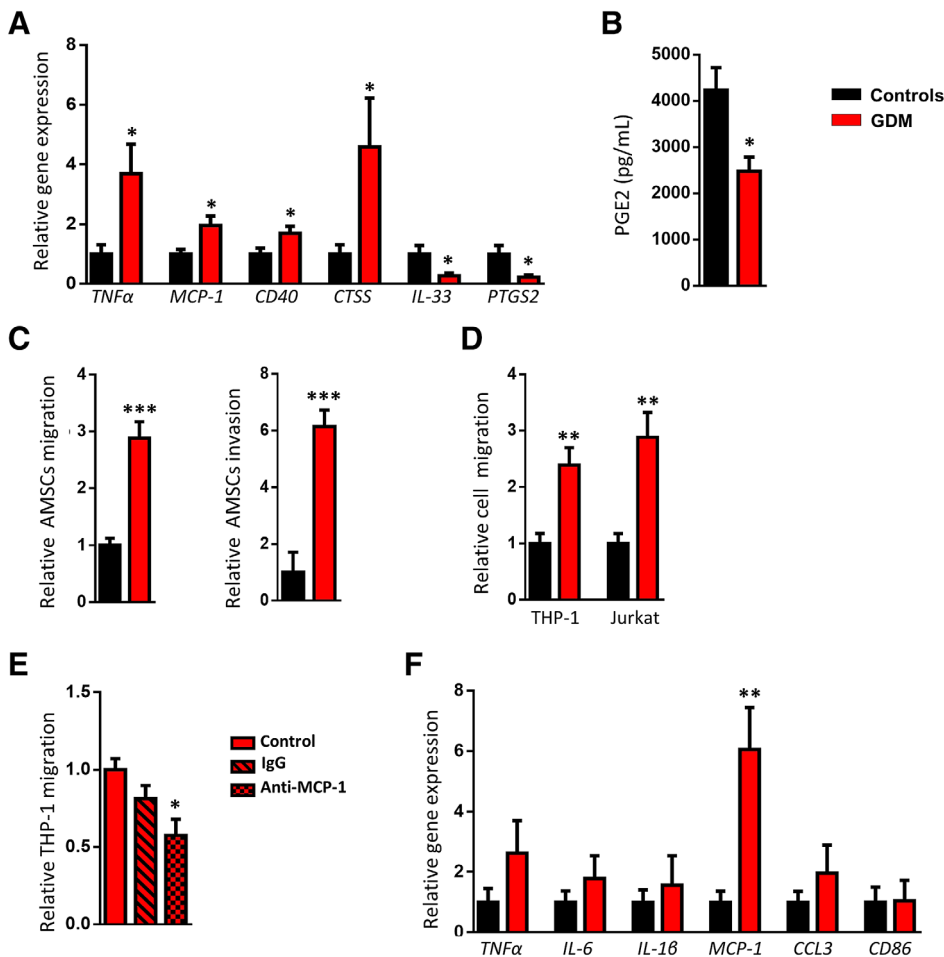 A
Relative gene expression
8
6
4
2
0
*
*
*
*
*
*
TNFα MCP-1 CD40 CTSS IL-33 PTGS2
B
PGE2 (pg/mL)
5000
4000
3000
2000
1000
0
*
Controls
GDM
C
Relative AMSCs migration
4
3
2
1
0
***
Relative AMSCs invasion
8
6
4
2
0
***
D
Relative cell migration
4
3
2
1
0
**
**
THP-1 Jurkat
E
Relative THP-1 migration
1.5
1.0
0.5
0.0
*
Control
IgG
Anti-MCP-1
F
Relative gene expression
8
6
4
2
0
**
TNFα IL-6 IL-1β MCP-1 CCL3 CD86